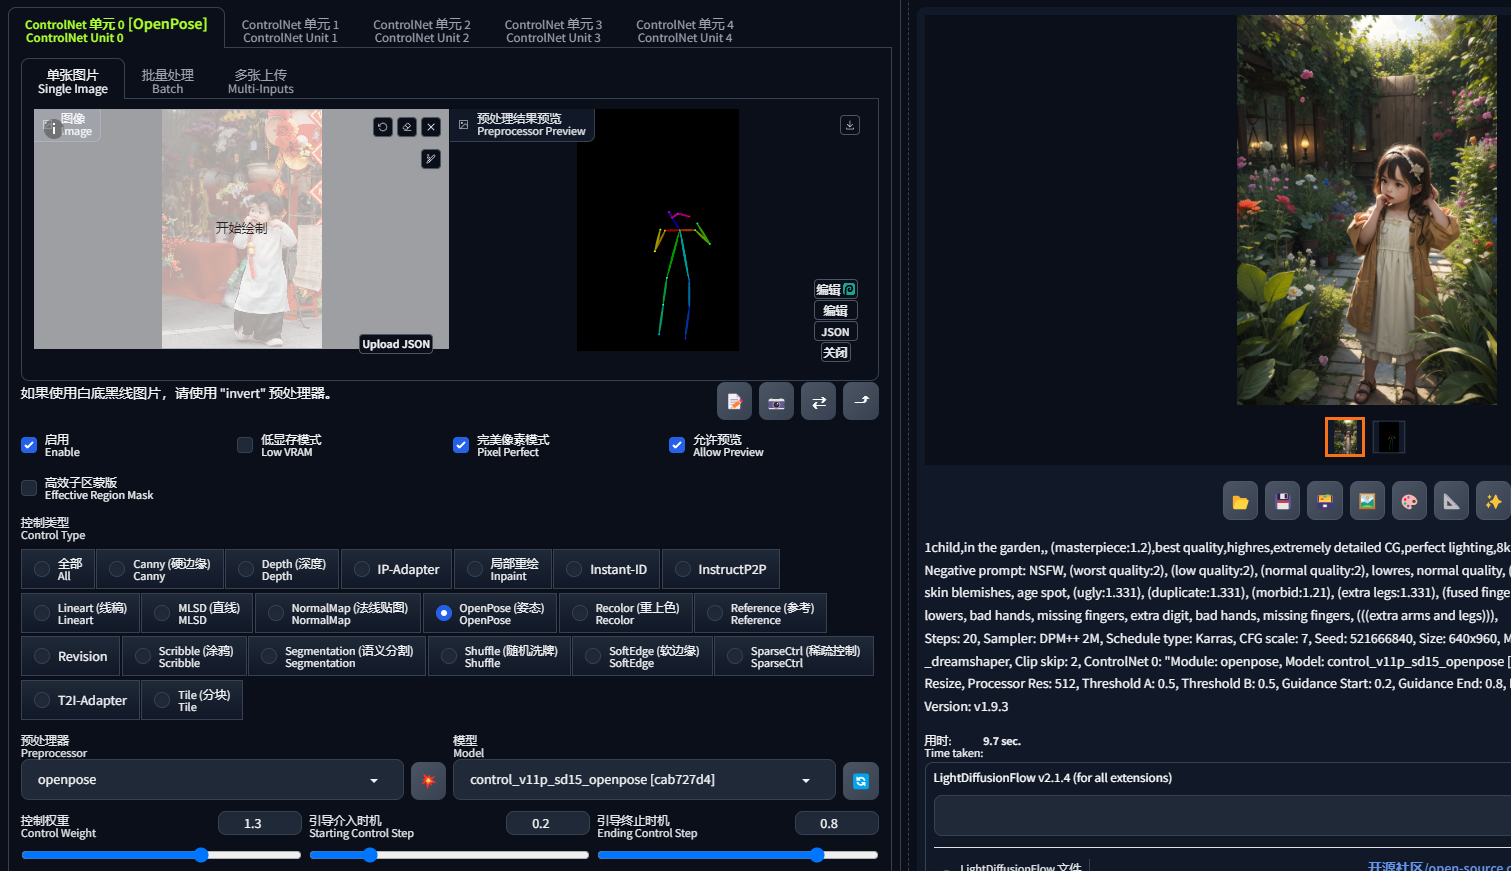 ControlNet 单元 0 [OpenPose]
ControlNet Unit 0
ControlNet 单元 1
ControlNet Unit 1
ControlNet 单元 2
ControlNet Unit 2
ControlNet 单元 3
ControlNet Unit 3
ControlNet 单元 4
ControlNet Unit 4
单张图片
Single Image
批量处理
Batch
多张上传
Multi-Inputs
图像
Image
预处理结果预览
Preprocessor Preview
开始绘制
Upload JSON
编辑
编辑
JSON
关闭
如果使用白底黑线图片，请使用 "invert" 预处理器。
启用
Enable
低显存模式
Low VRAM
完美像素模式
Pixel Perfect
允许预览
Allow Preview
高效子区蒙版
Effective Region Mask
控制类型
Control Type
全部
All
Canny (硬边缘)
Canny
Depth (深度)
Depth
IP-Adapter
局部重绘
Inpaint
Instant-ID
InstructP2P
Lineart (线稿)
Lineart
MLSD (直线)
MLSD
NormalMap (法线贴图)
NormalMap
OpenPose (姿态)
OpenPose
Recolor (重上色)
Recolor
Reference (参考)
Reference
Revision
Scribble (涂鸦)
Scribble
Segmentation (语义分割)
Segmentation
Shuffle (随机洗牌)
Shuffle
SoftEdge (软边缘)
SoftEdge
SparseCtrl (稀疏控制)
SparseCtrl
T2I-Adapter
Tile (分块)
Tile
预处理器
Preprocessor
openpose
模型
Model
control_v11p_sd15_openpose [cab727d4]
控制权重
Control Weight
1.3
引导介入时机
Starting Control Step
0.2
引导终止时机
Ending Control Step
0.8
1child,in the garden,, (masterpiece:1.2),best quality,highres,extremely detailed CG,perfect lighting,8k
Negative prompt: NSFW, (worst quality:2), (low quality:2), (normal quality:2), lowres, normal quality, (
skin blemishes, age spot, (ugly:1.331), (duplicate:1.331), (morbid:1.21), (extra legs:1.331), (fused finge
lowers, bad hands, missing fingers, extra digit, bad hands, missing fingers, (((extra arms and legs))),
Steps: 20, Sampler: DPM++ 2M, Schedule type: Karras, CFG scale: 7, Seed: 521666840, Size: 640x960, M
_dreamshaper, Clip skip: 2, ControlNet 0: "Module: openpose, Model: control_v11p_sd15_openpose [
Resize, Processor Res: 512, Threshold A: 0.5, Threshold B: 0.5, Guidance Start: 0.2, Guidance End: 0.8,
Version: v1.9.3
用时:
Time taken:
9.7 sec.
LightDiffusionFlow v2.1.4 (for all extensions)
LightDiffusionFlow 文件
开源社区/open-source